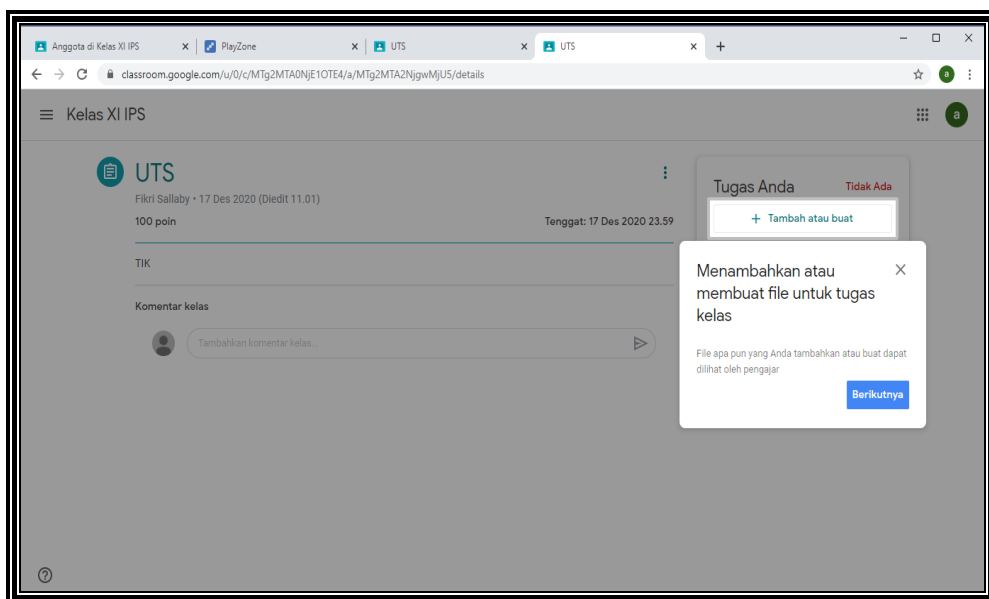 Anggota di Kelas XI IPS
PlayZone
UTS
UTS
classroom.google.com/u/0/c/MTg2MTA0NjE1OTE4/a/MTg2MTA2NjgwMjU5/details
a
Kelas XI IPS
a
UTS
Fikri Sallaby • 17 Des 2020 (Diedit 11.01)
100 poin
Tenggat: 17 Des 2020 23.59
TIK
Komentar kelas
Tambahkan komentar kelas...
Tugas Anda
Tidak Ada
+ Tambah atau buat
Menambahkan atau
membuat file untuk tugas
kelas
File apa pun yang Anda tambahkan atau buat dapat
dilihat oleh pengajar
Berikutnya